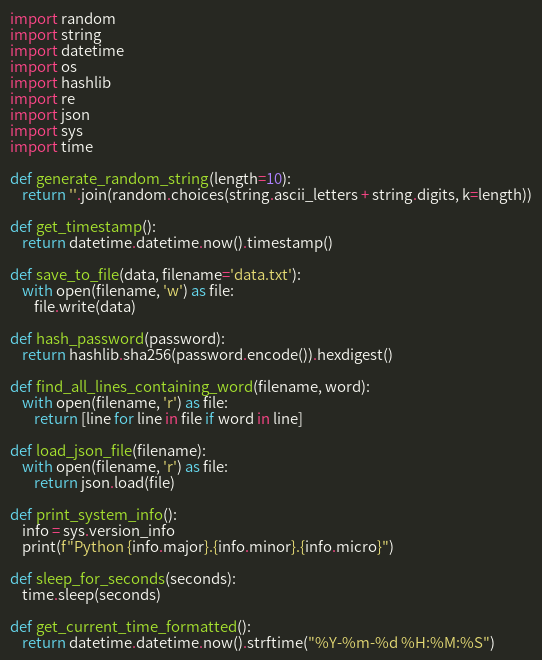 import random
import string
import datetime
import os
import hashlib
import re
import json
import sys
import time

def generate_random_string(length=10):
    return ''.join(random.choices(string.ascii_letters + string.digits, k=length))

def get_timestamp():
    return datetime.datetime.now().timestamp()

def save_to_file(data, filename='data.txt'):
    with open(filename, 'w') as file:
        file.write(data)

def hash_password(password):
    return hashlib.sha256(password.encode()).hexdigest()

def find_all_lines_containing_word(filename, word):
    with open(filename, 'r') as file:
        return [line for line in file if word in line]

def load_json_file(filename):
    with open(filename, 'r') as file:
        return json.load(file)

def print_system_info():
    info = sys.version_info
    print(f"Python {info.major}.{info.minor}.{info.micro}")

def sleep_for_seconds(seconds):
    time.sleep(seconds)

def get_current_time_formatted():
    return datetime.datetime.now().strftime("%Y-%m-%d %H:%M:%S")